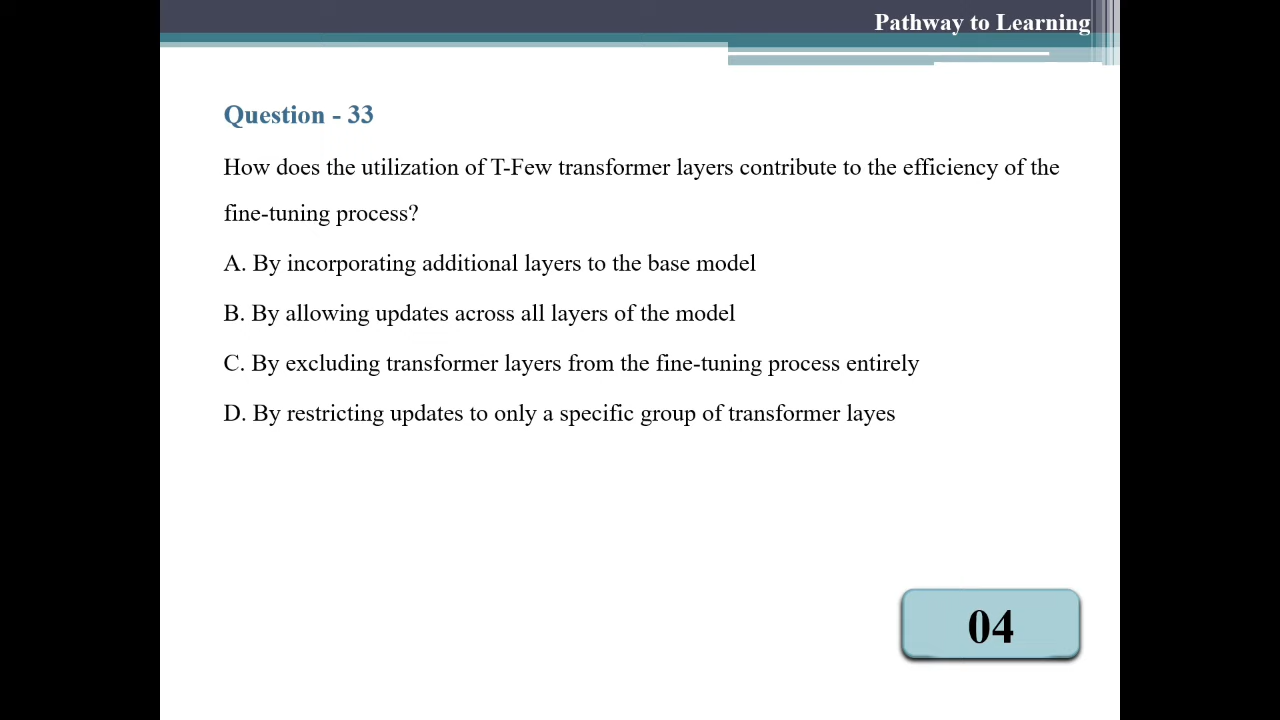 Pathway to Learning
Question - 33
How does the utilization of T-Few transformer layers contribute to the efficiency of the
fine-tuning process?
A. By incorporating additional layers to the base model
B. By allowing updates across all layers of the model
C. By excluding transformer layers from the fine-tuning process entirely
D. By restricting updates to only a specific group of transformer layes
04